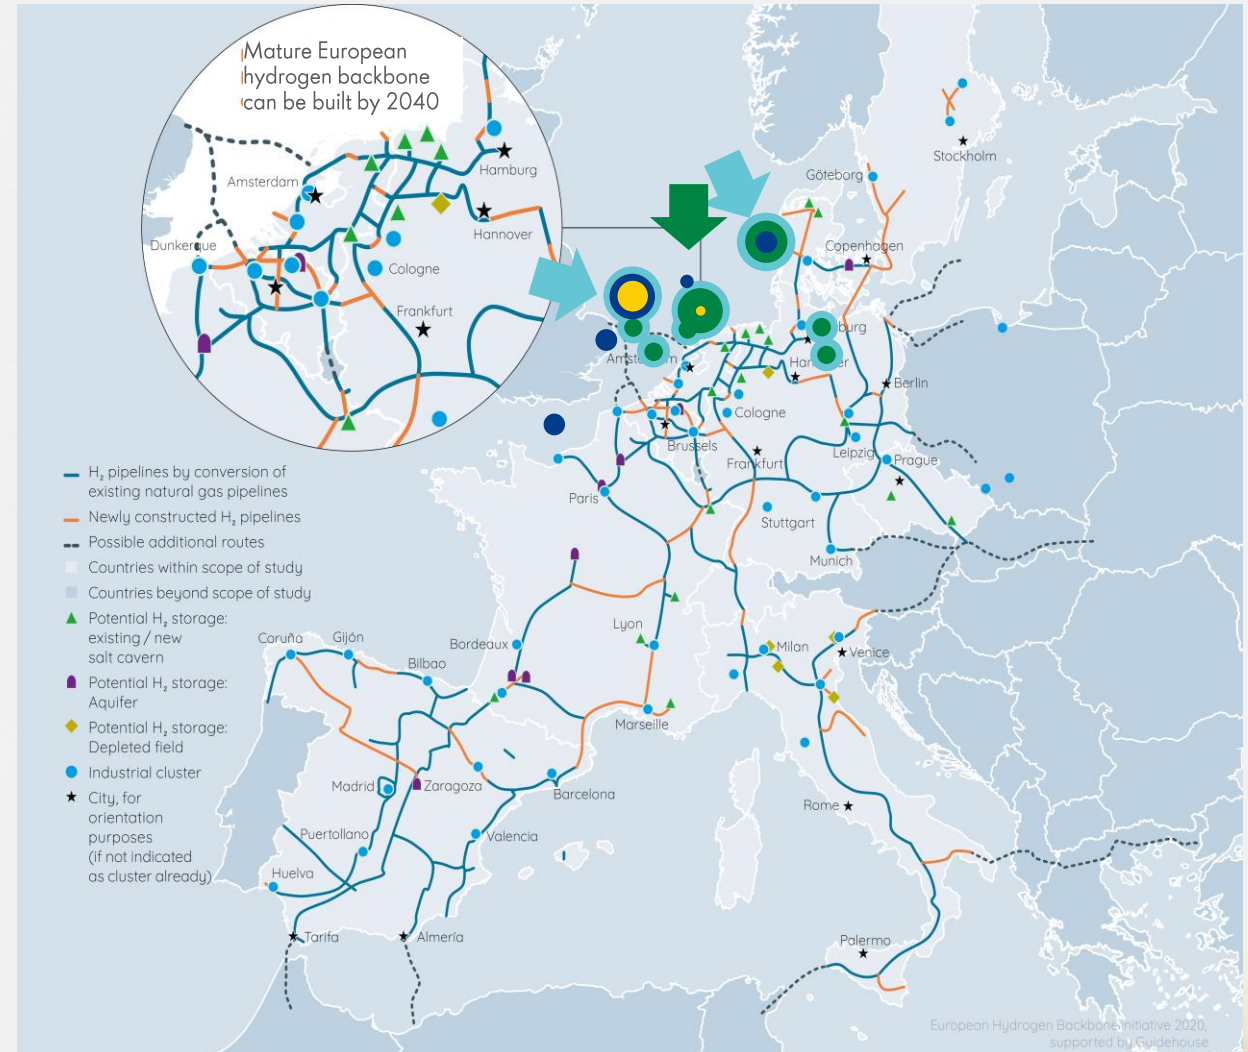 Mature European
hydrogen backbone
can be built by 2040
Amsterdam
Hamburg
Hannover
Dunkerque
Cologne
Frankfurt
Stockholm
Göteborg
Copenhagen
burg
Berlin
Cologne
Brussels
Frankfurt
Leipzig
Prague
Paris
Stuttgart
Munich
H₂ pipelines by conversion of
existing natural gas pipelines
Newly constructed H₂ pipelines
Possible additional routes
Countries within scope of study
Countries beyond scope of study
Potential H₂ storage:
existing / new
salt cavern
Potential H₂ storage:
Aquifer
Potential H₂ storage:
Depleted field
Industrial cluster
City, for
orientation
purposes
(if not indicated
as cluster already)
Coruña
Gijón
Bilbao
Bordeaux
Lyon
Milan
Venice
Marseille
Madrid
Zaragoza
Barcelona
Puertollano
Valencia
Huelva
Tarifa
Almería
Rome
Palermo
European Hydrogen Backbone Initiative 2020,
supported by Guidehouse